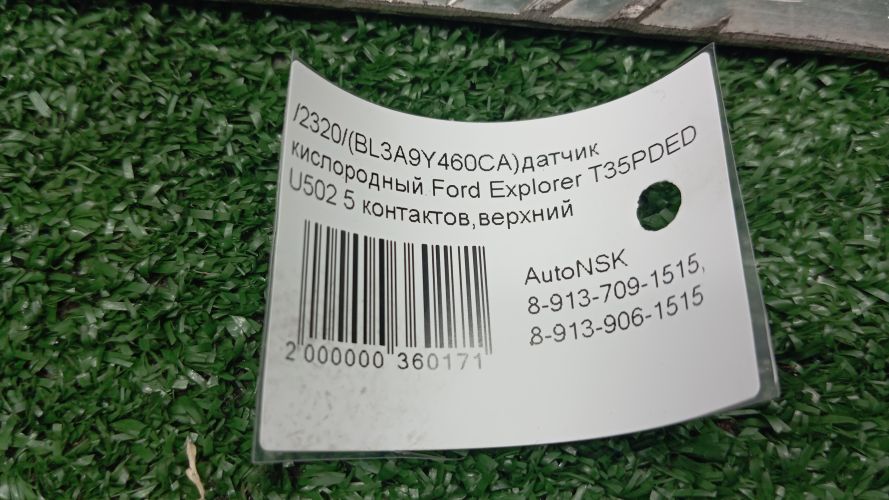 /2320/(BL3A9Y460CA)датчик
кислородный Ford Explorer T35PDED
U502 5 контактов,верхний
AutoNSK
8-913-709-1515,
8-913-906-1515
2 000000 360171